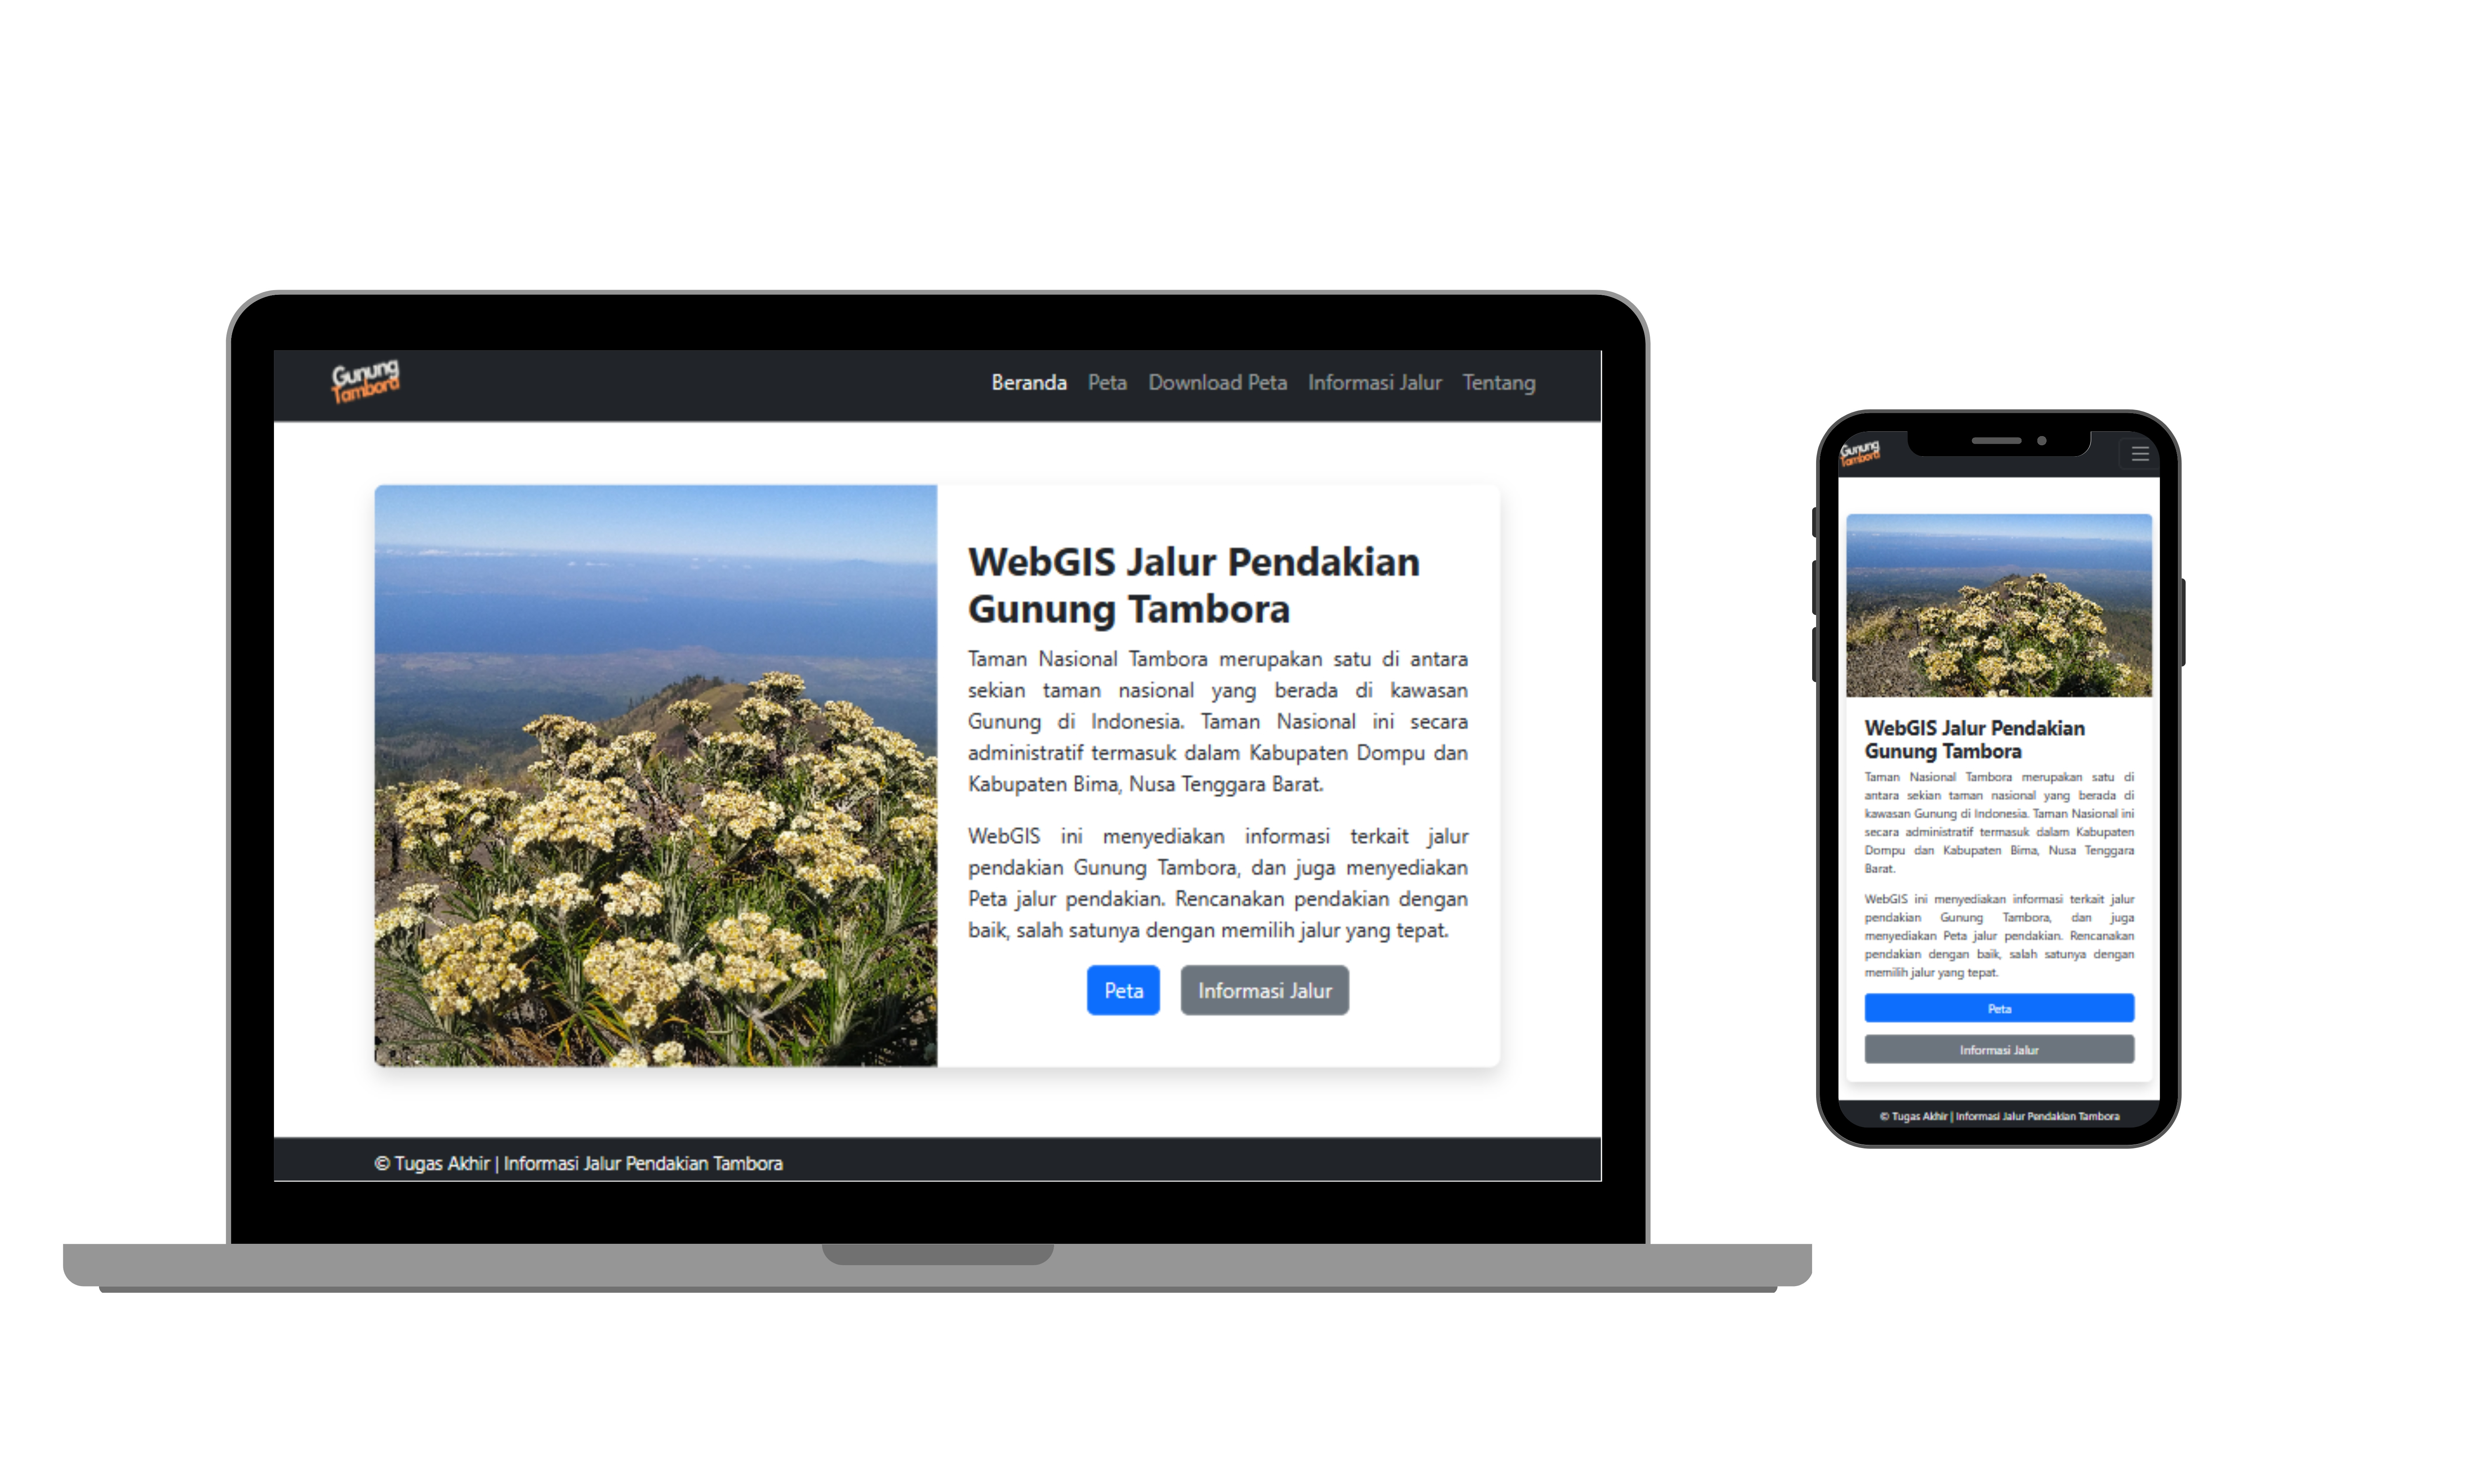 Gunung
Tambora
Beranda Peta Download Peta Informasi Jalur Tentang
WebGIS Jalur Pendakian
Gunung Tambora
Taman Nasional Tambora merupakan satu di antara
sekian taman nasional yang berada di kawasan
Gunung di Indonesia. Taman Nasional ini secara
administratif termasuk dalam Kabupaten Dompu dan
Kabupaten Bima, Nusa Tenggara Barat.
WebGIS ini menyediakan informasi terkait jalur
pendakian Gunung Tambora, dan juga menyediakan
Peta jalur pendakian. Rencanakan pendakian dengan
baik, salah satunya dengan memilih jalur yang tepat.
Peta Informasi Jalur
© Tugas Akhir | Informasi Jalur Pendakian Tambora
Gunung
Tambora
WebGIS Jalur Pendakian
Gunung Tambora
Taman Nasional Tambora merupakan satu di
antara sekian taman nasional yang berada di
kawasan Gunung di Indonesia. Taman Nasional ini
secara administratif termasuk dalam Kabupaten
Dompu dan Kabupaten Bima, Nusa Tenggara
Barat.
WebGIS ini menyediakan informasi terkait jalur
pendakian Gunung Tambora, dan juga
menyediakan Peta jalur pendakian. Rencanakan
pendakian dengan baik, salah satunya dengan
memilih jalur yang tepat.
Peta
Informasi Jalur
© Tugas Akhir | Informasi Jalur Pendakian Tambora